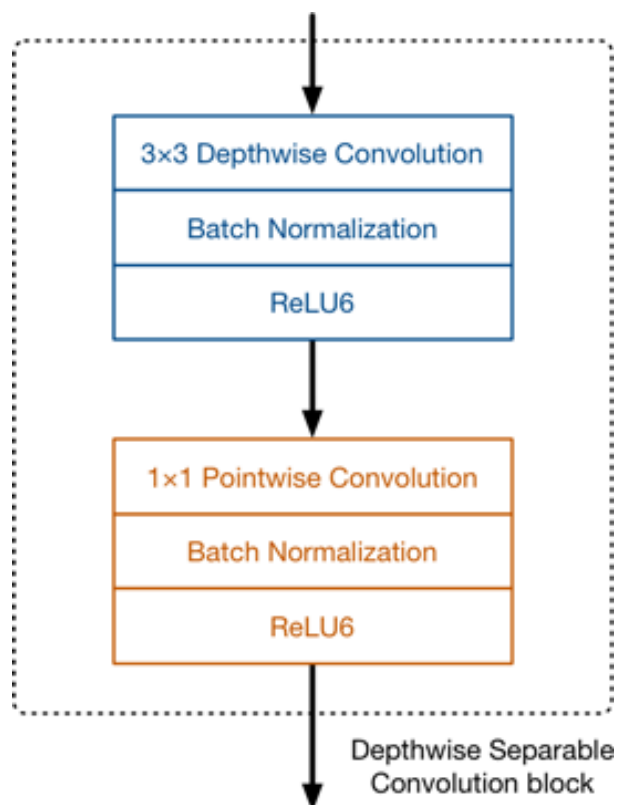 3×3 Depthwise Convolution
Batch Normalization
ReLU6
1×1 Pointwise Convolution
Batch Normalization
ReLU6
Depthwise Separable
Convolution block